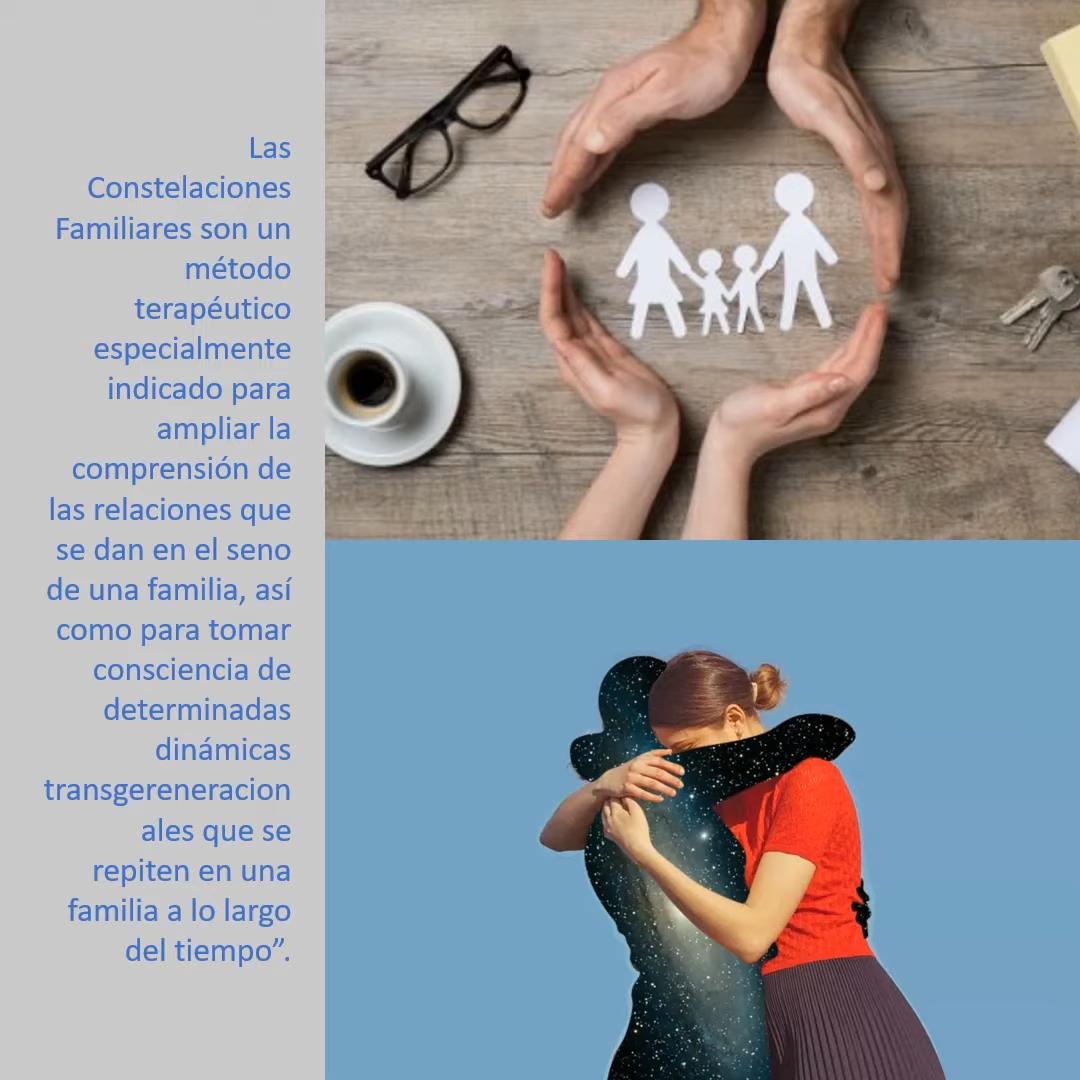 Las
Constelaciones
Familiares son un
método
terapéutico
especialmente
indicado para
ampliar la
comprensión de
las relaciones que
se dan en el seno
de una familia, así
como para tomar
consciencia de
determinadas
dinámicas
transgereneracion
ales que se
repiten en una
familia a lo largo
del tiempo”.